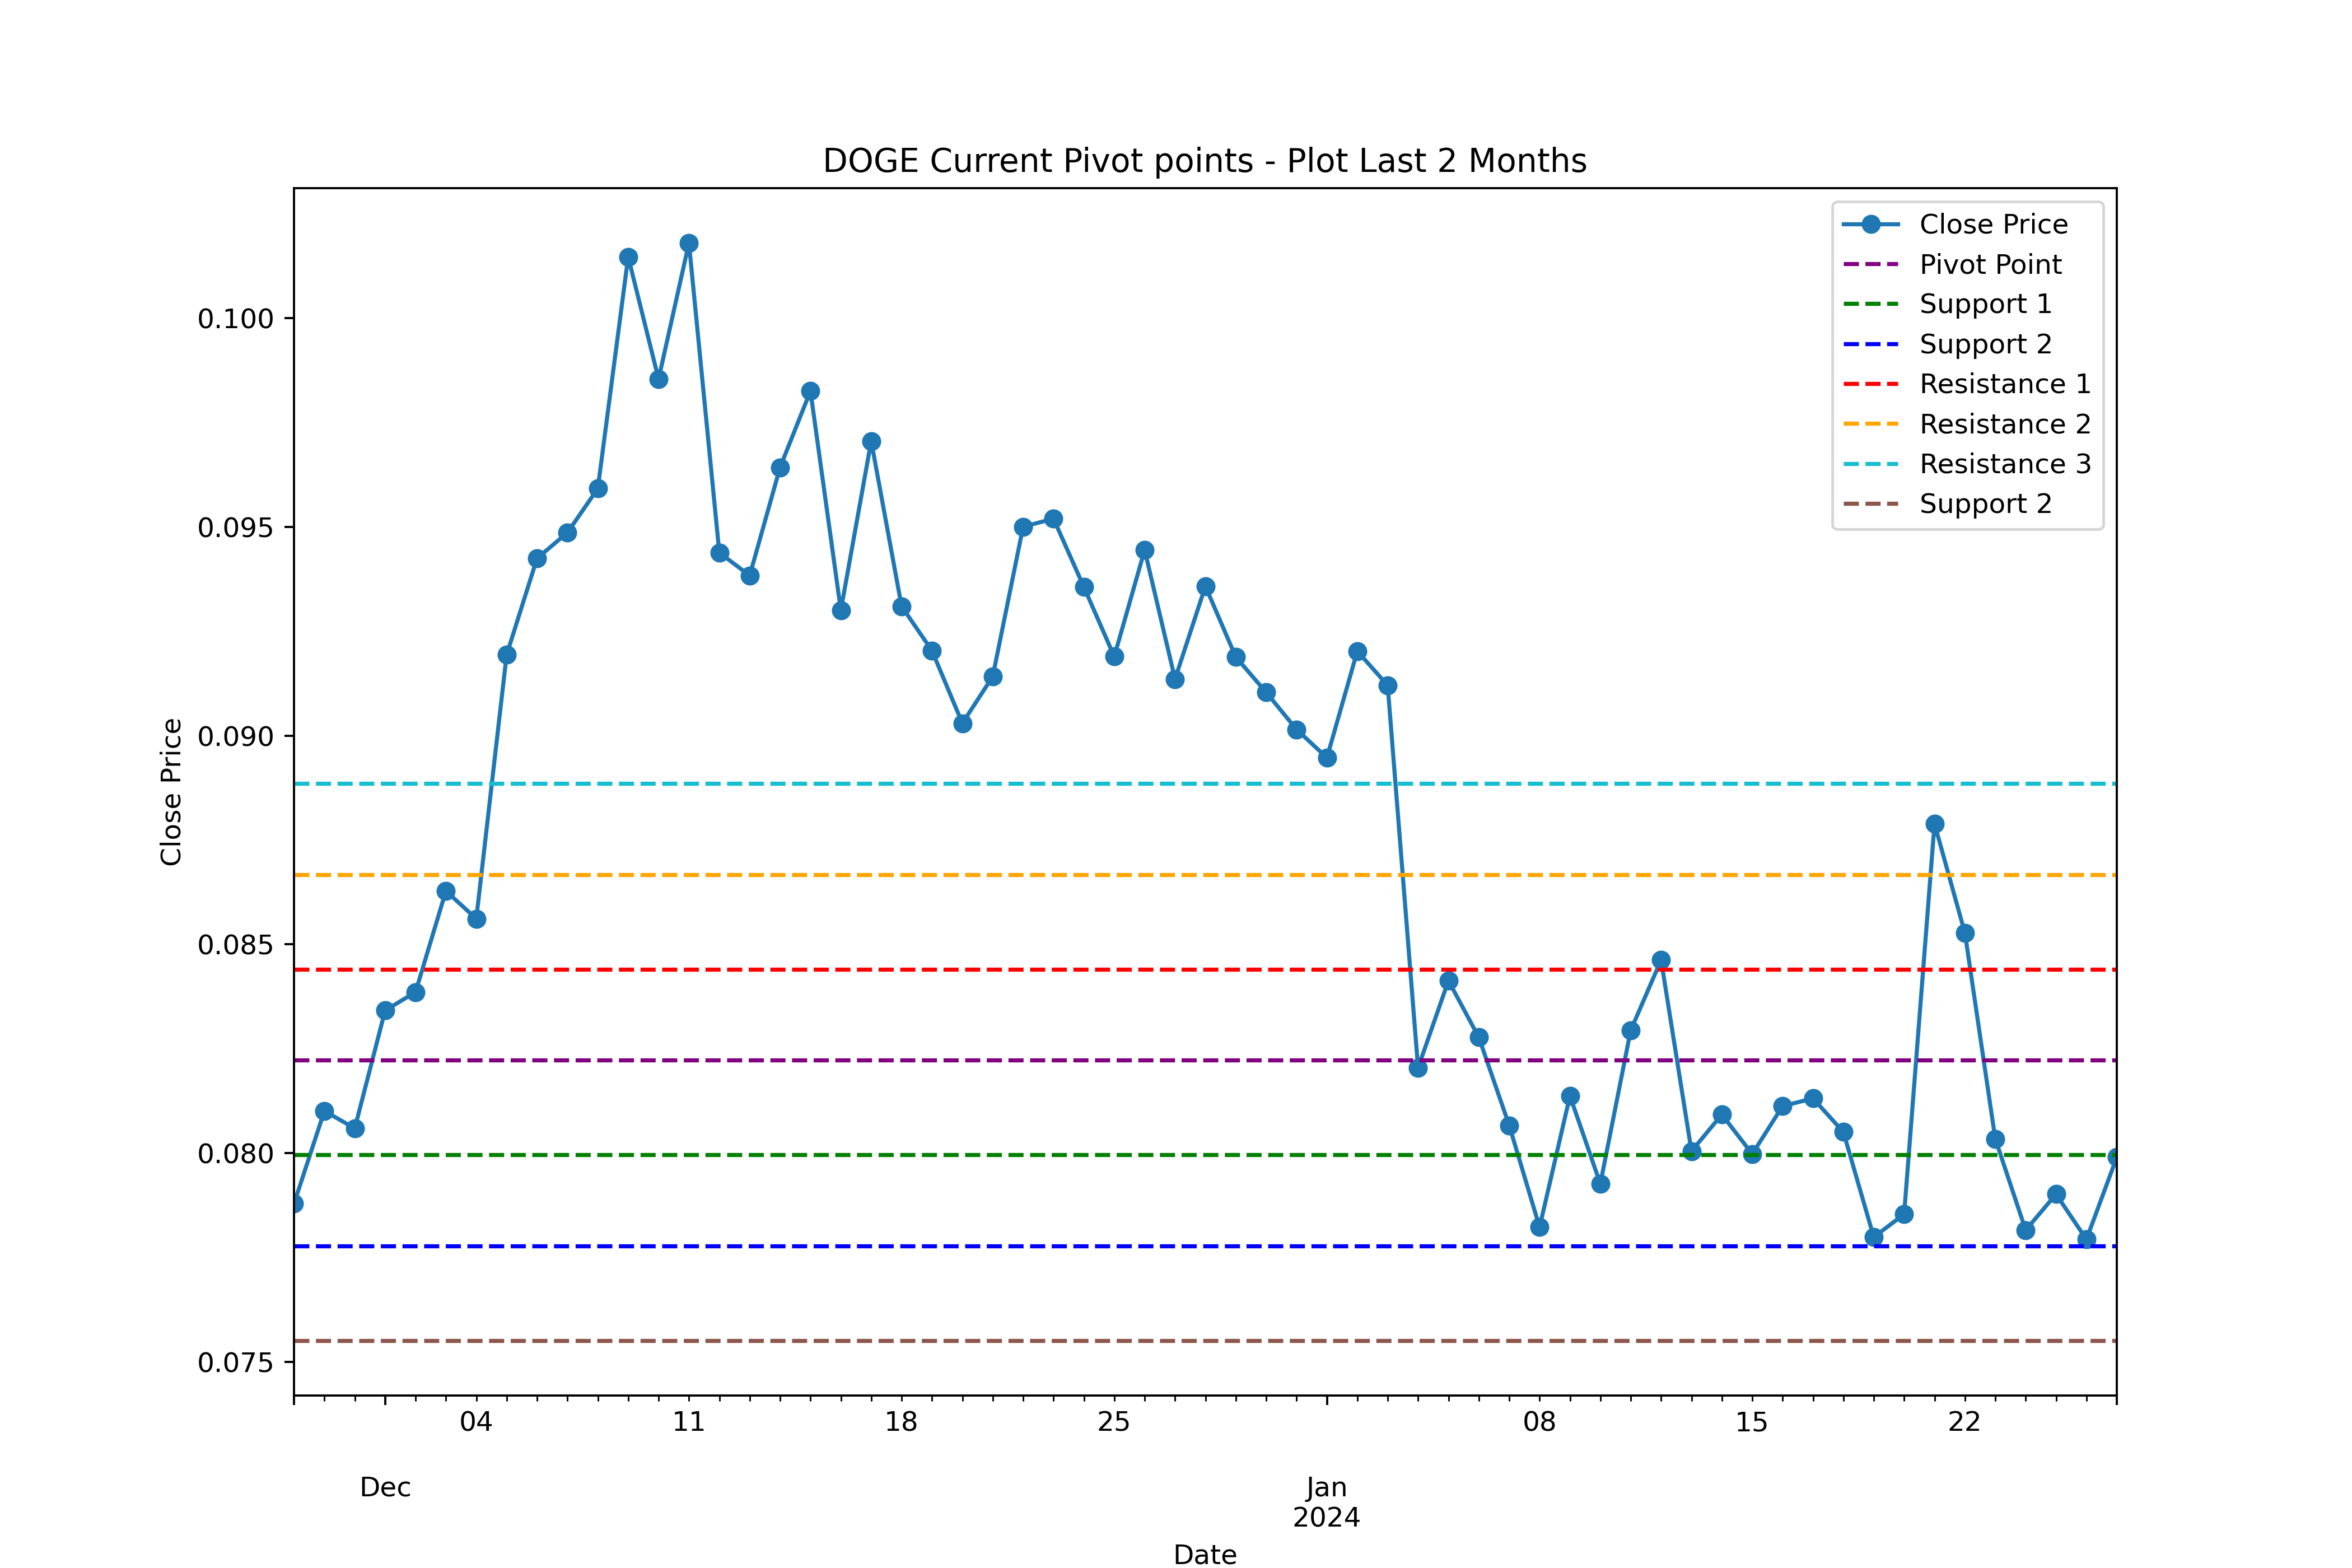 DOGE Current Pivot points - Plot Last 2 Months
Close Price
Pivot Point
Support 1
Support 2
Resistance 1
Resistance 2
Resistance 3
Support 2
0.100
0.095
0.090
0.085
0.080
0.075
Close Price
04 11 18 25 08 15 22
Dec Jan
2024
Date